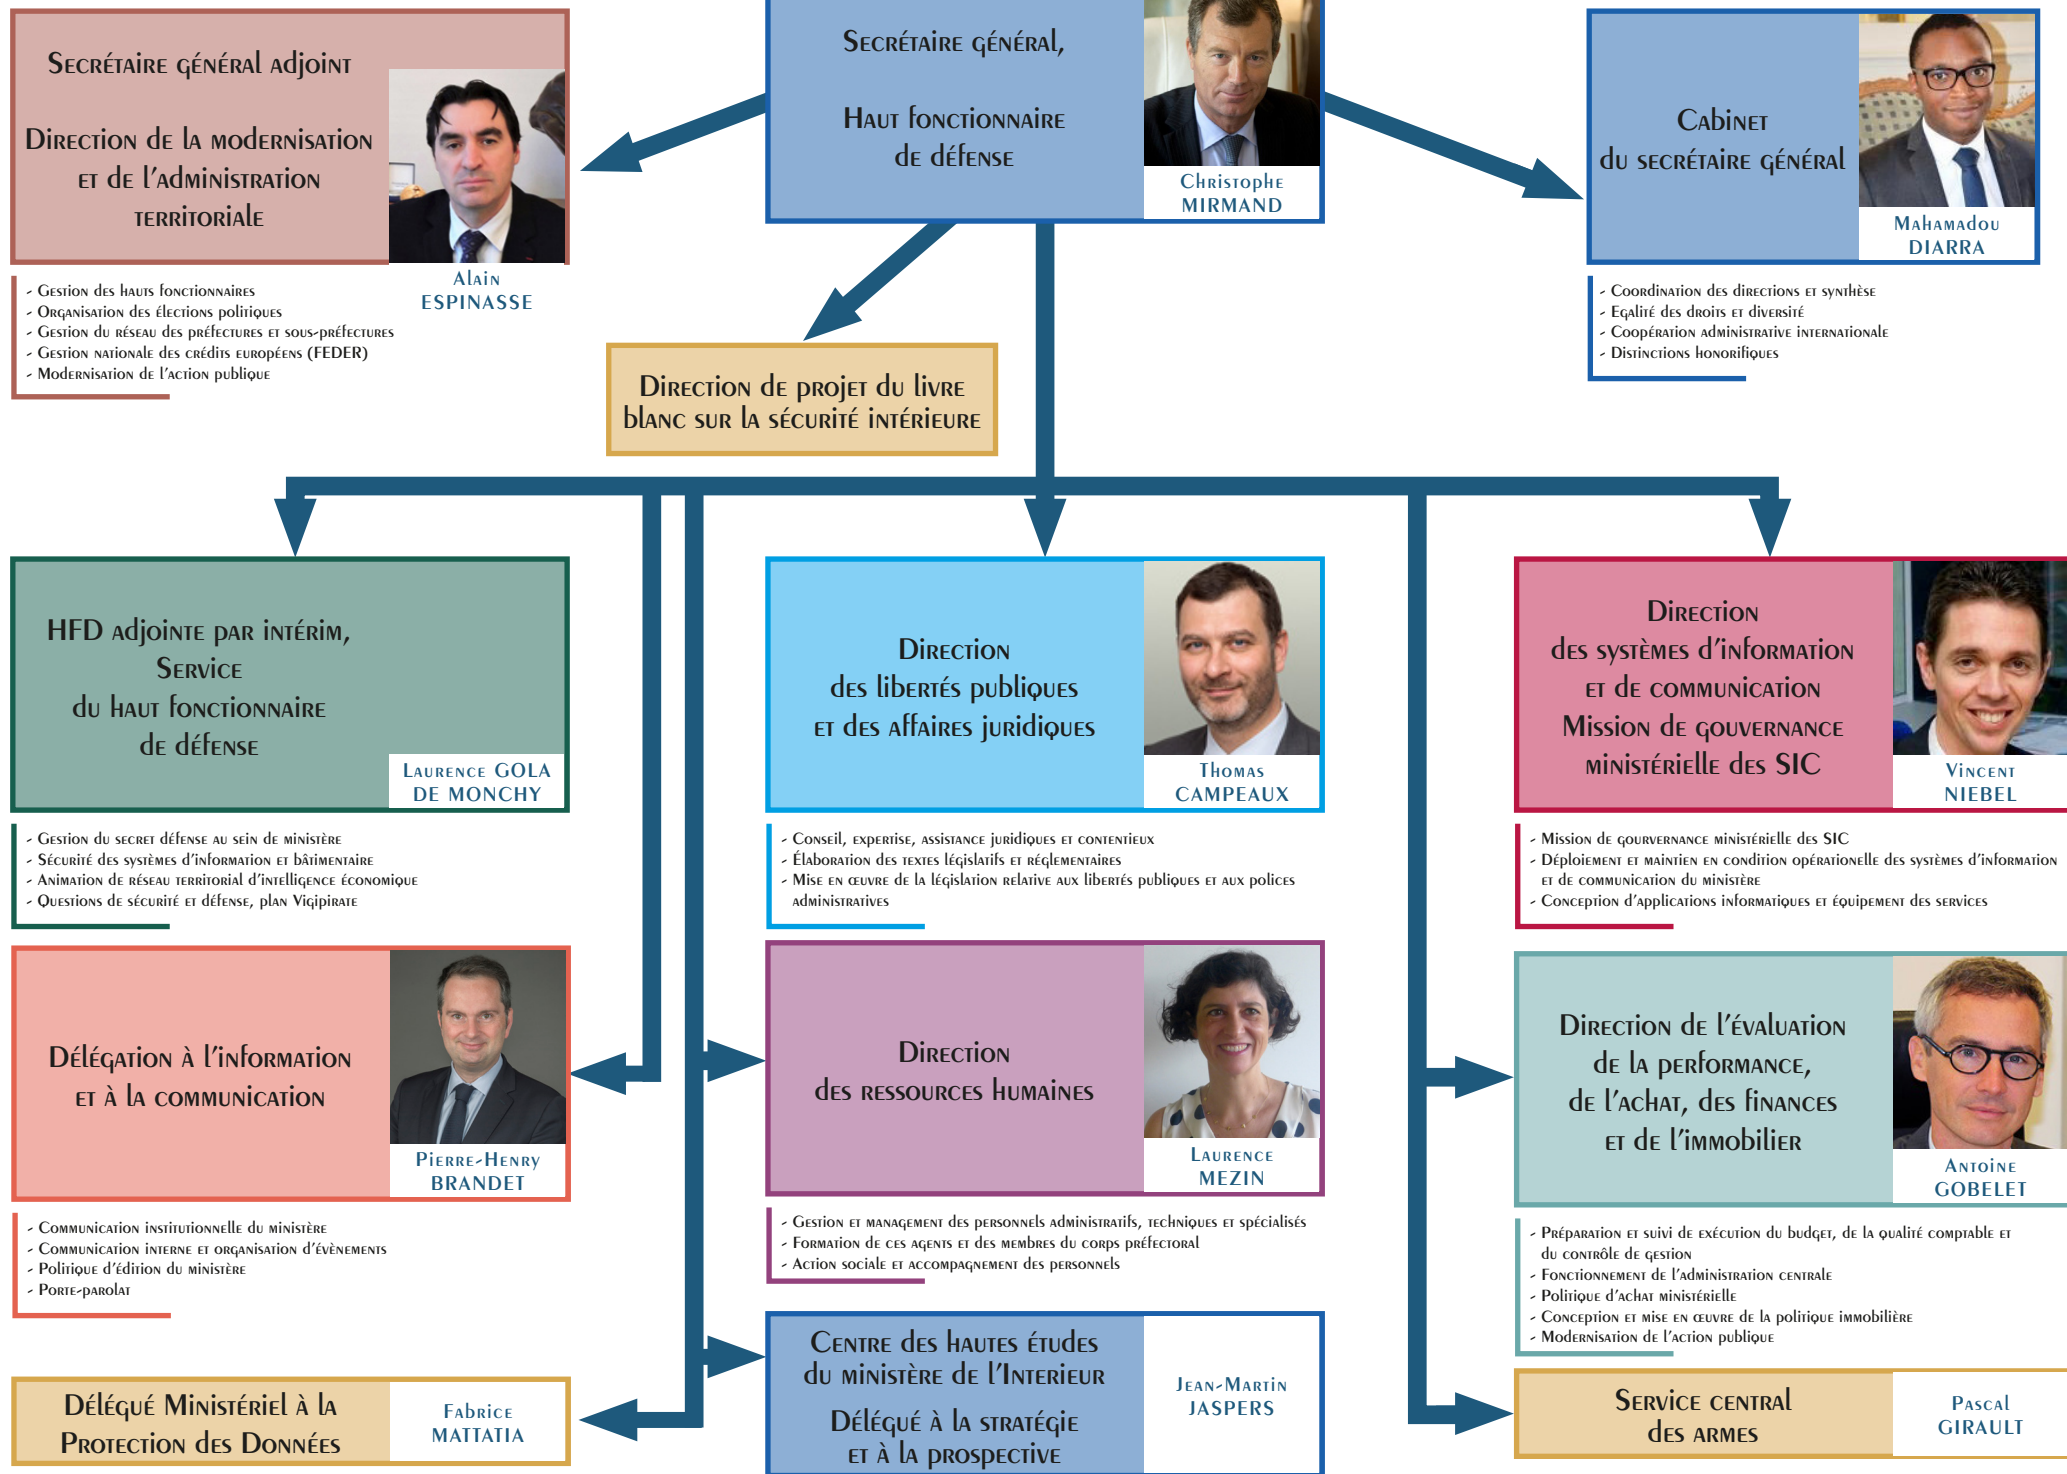 Secrétaire général adjoint
Direction de la modernisation
et de l'administration
territoriale
Alain
ESPINASSE
- Gestion des hauts fonctionnaires
- Organisation des élections politiques
- Gestion du réseau des préfectures et sous-préfectures
- Gestion nationale des crédits européens (FEDER)
- Modernisation de l'action publique
Secrétaire général,
Haut fonctionnaire
de défense
Christophe
MIRMAND
Cabinet
du secrétaire général
Mahamadou
DIARRA
- Coordination des directions et synthèse
- Egalité des droits et diversité
- Coopération administrative internationale
- Distinctions honorifiques
Direction de projet du livre
blanc sur la sécurité intérieure
HFD adjointe par intérim,
Service
du haut fonctionnaire
de défense
Laurence GOLA
DE MONCHY
- Gestion du secret défense au sein de ministère
- Sécurité des systèmes d'information et bâtimentaire
- Animation de réseau territorial d'intelligence économique
- Questions de sécurité et défense, plan Vigipirate
Direction
des libertés publiques
et des affaires juridiques
Thomas
CAMPEAUX
- Conseil, expertise, assistance juridiques et contentieux
- Élaboration des textes législatifs et réglementaires
- Mise en œuvre de la législation relative aux libertés publiques et aux polices
administratives
Direction
des systèmes d'information
et de communication
Mission de gouvernance
ministérielle des SIC
Vincent
NIEBEL
- Mission de gourvernance ministérielle des SIC
- Déploiement et maintien en condition opérationelle des systèmes d'information
et de communication du ministère
- Conception d'applications informatiques et équipement des services
Délégation à l'information
et à la communication
Pierre-Henry
BRANDET
- Communication institutionnelle du ministère
- Communication interne et organisation d'évènements
- Politique d'édition du ministère
- Porte-parolat
Direction
des ressources humaines
Laurence
MEZIN
- Gestion et management des personnels administratifs, techniques et spécialisés
- Formation de ces agents et des membres du corps préfectoral
- Action sociale et accompagnement des personnels
Direction de l'évaluation
de la performance,
de l'achat, des finances
et de l'immobilier
Antoine
GOBELET
- Préparation et suivi de exécution du budget, de la qualité comptable et
du contrôle de gestion
- Fonctionnement de l'administration centrale
- Politique d'achat ministérielle
- Conception et mise en œuvre de la politique immobilière
- Modernisation de l'action publique
Délégué Ministériel à la
Protection des Données
Fabrice
MATTATIA
Centre des hautes études
du ministère de l'Interieur
Délégué à la stratégie
et à la prospective
Jean-Martin
JASPERS
Service central
des armes
Pascal
GIRAULT